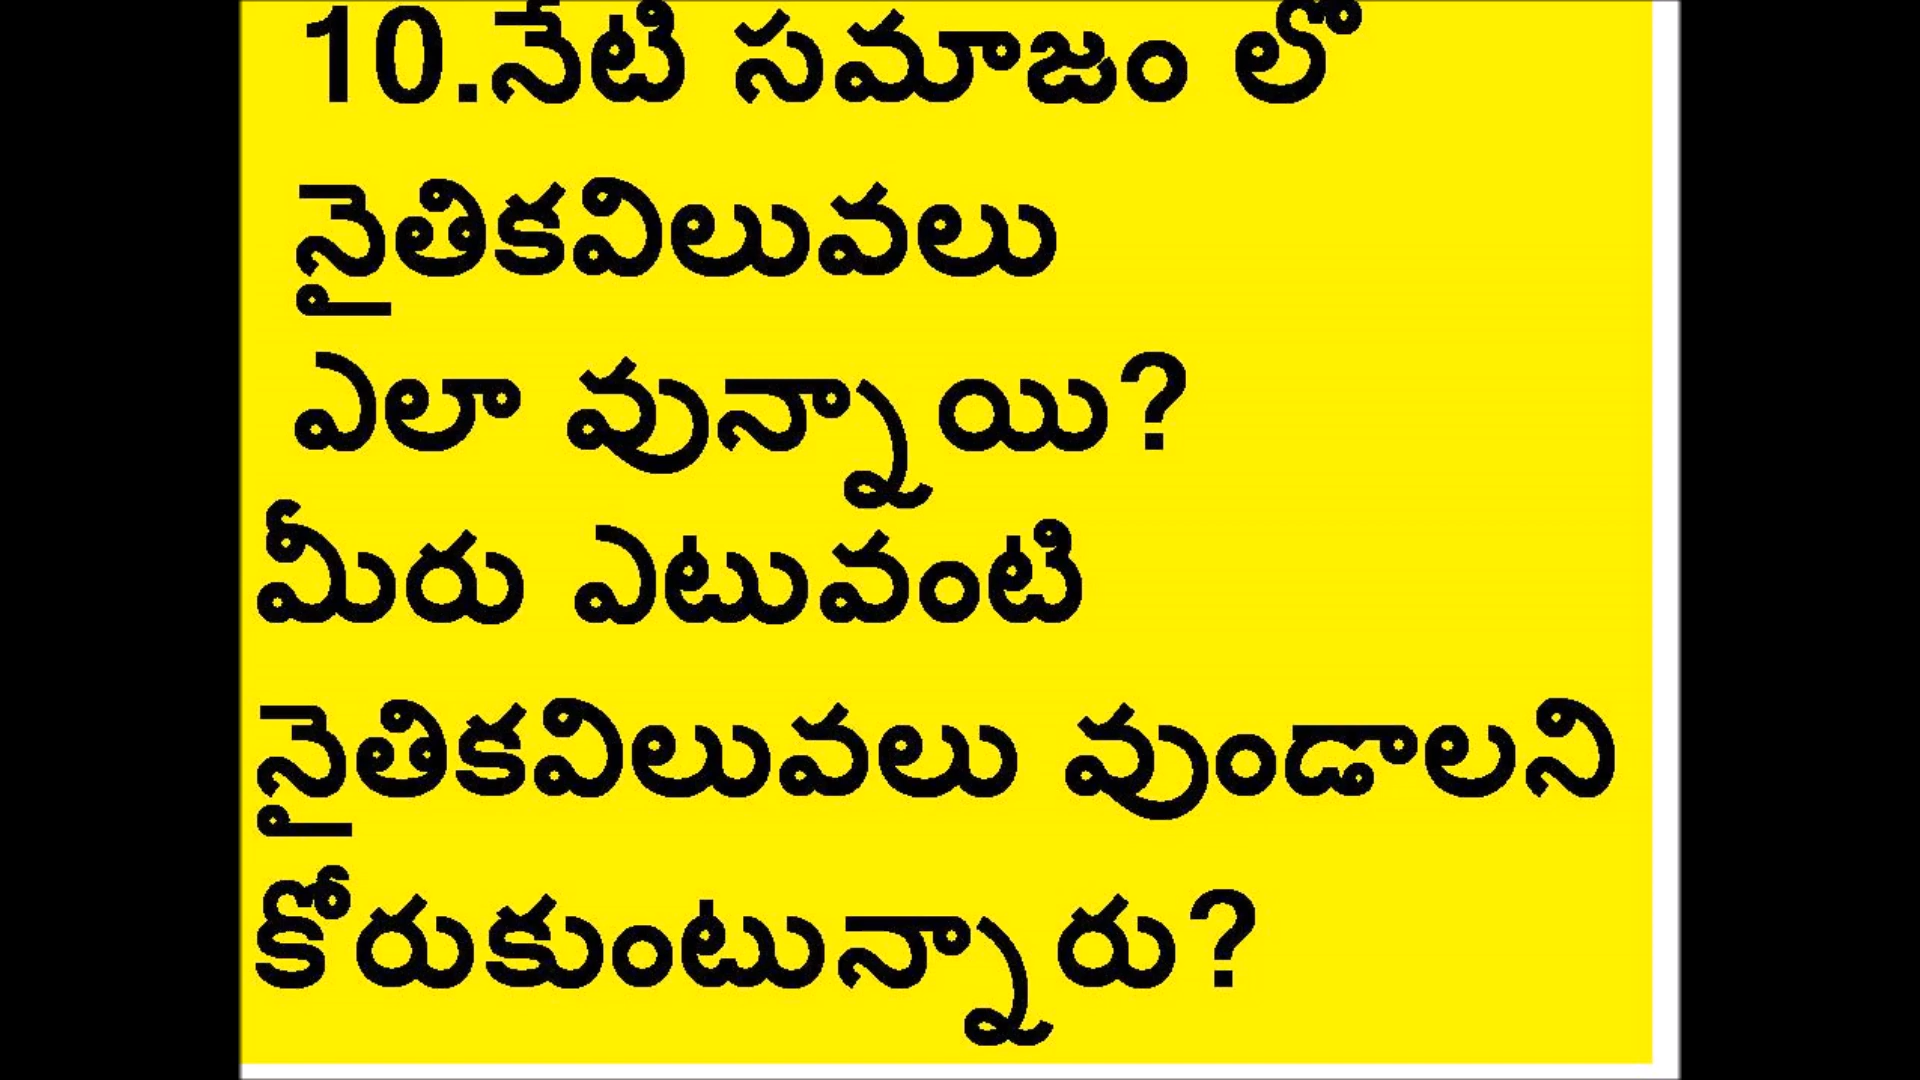 10.నేటి సమాజం లో
నైతికవిలువలు
ఎలా వున్నాయి?
మీరు ఎటువంటి
నైతికవిలువలు వుండాలని
కోరుకుంటున్నారు?